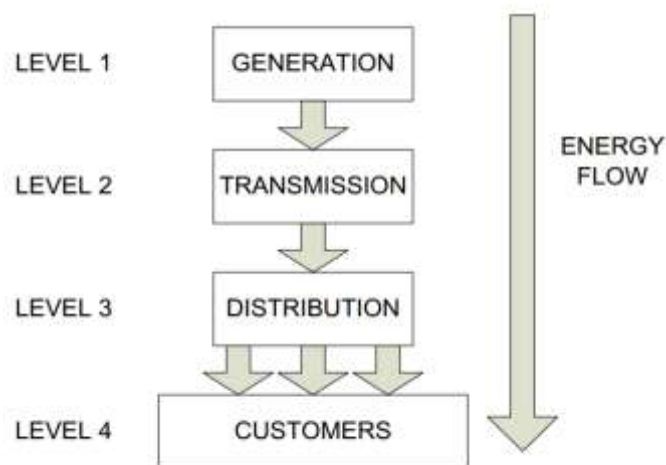 LEVEL 1
GENERATION
LEVEL 2
TRANSMISSION
ENERGY
FLOW
LEVEL 3
DISTRIBUTION
LEVEL 4
CUSTOMERS